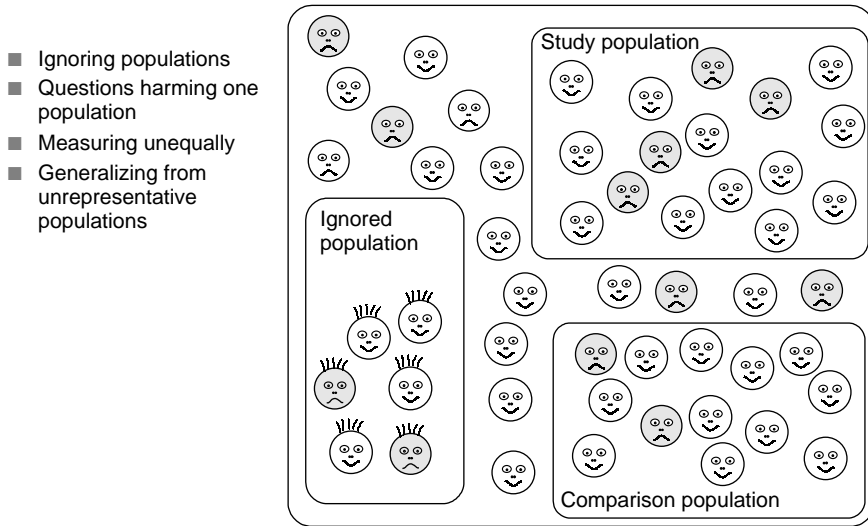 Ignoring populations
Questions harming one
population
Measuring unequally
Generalizing from
unrepresentative
populations
Study population
Ignored
population
Comparison population